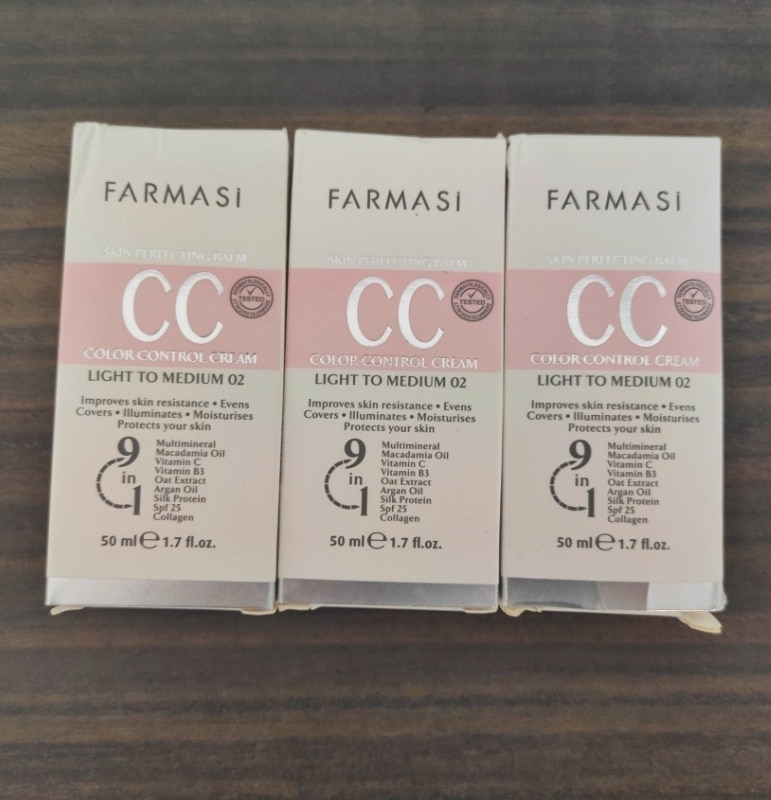 FARMASi
SKIN PERFECTING BALM
CC
DERMATOLOGICALLY
TESTED
COLOR CONTROL CREAM
LIGHT TO MEDIUM 02
Improves skin resistance • Evens
Covers • Illuminates • Moisturises
Protects your skin
9 in 1
Multimineral
Macadamia Oil
Vitamin C
Vitamin B3
Oat Extract
Argan Oil
Silk Protein
Spf 25
Collagen
50 ml e 1.7 fl.oz.
FARMASi
SKIN PERFECTING BALM
CC
DERMATOLOGICALLY
TESTED
COLOR CONTROL CREAM
LIGHT TO MEDIUM 02
Improves skin resistance • Evens
Covers • Illuminates • Moisturises
Protects your skin
9 in 1
Multimineral
Macadamia Oil
Vitamin C
Vitamin B3
Oat Extract
Argan Oil
Silk Protein
Spf 25
Collagen
50 ml e 1.7 fl.oz.
FARMASi
SKIN PERFECTING BALM
CC
DERMATOLOGICALLY
TESTED
COLOR CONTROL CREAM
LIGHT TO MEDIUM 02
Improves skin resistance • Evens
Covers • Illuminates • Moisturises
Protects your skin
9 in 1
Multimineral
Macadamia Oil
Vitamin C
Vitamin B3
Oat Extract
Argan Oil
Silk Protein
Spf 25
Collagen
50 ml e 1.7 fl.oz.